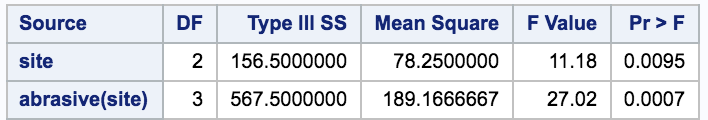 Source DF Type III SS Mean Square F Value Pr > F
site 2 156.5000000 78.2500000 11.18 0.0095
abrasive(site) 3 567.5000000 189.1666667 27.02 0.0007